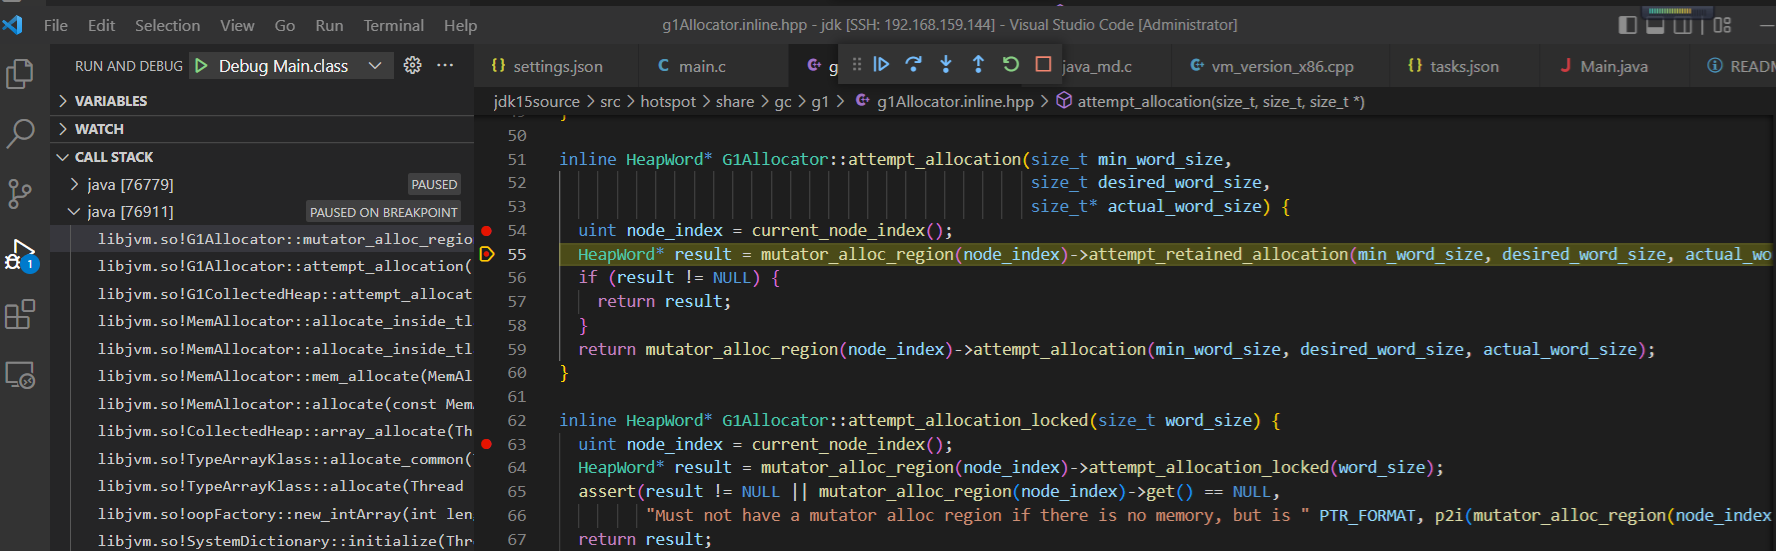 File Edit Selection View Go Run Terminal Help g1Allocator.inline.hpp - jdk [SSH: 192.168.159.144] - Visual Studio Code [Administrator]
RUN AND DEBUG Debug Main.class ··· {} settings.json C main.c g java_md.c vm_version_x86.cpp {} tasks.json J Main.java READM
VARIABLES
WATCH
CALL STACK
java [76779] PAUSED
java [76911] PAUSED ON BREAKPOINT
libjvm.so!G1Allocator::mutator_alloc_regio
libjvm.so!G1Allocator::attempt_allocation(
libjvm.so!G1CollectedHeap::attempt_allocat
libjvm.so!MemAllocator::allocate_inside_tl
libjvm.so!MemAllocator::allocate_inside_tl
libjvm.so!MemAllocator::mem_allocate(MemAl
libjvm.so!MemAllocator::allocate(const Mem
libjvm.so!CollectedHeap::array_allocate(Th
libjvm.so!TypeArrayKlass::allocate_common(
libjvm.so!TypeArrayKlass::allocate(Thread
libjvm.so!oopFactory::new_intArray(int len
libjvm.so!SystemDictionary::initialize(Thr
1
jdk15source > src > hotspot > share > gc > g1 > g1Allocator.inline.hpp > attempt_allocation(size_t, size_t, size_t *)
50
51 inline HeapWord* G1Allocator::attempt_allocation(size_t min_word_size,
52 size_t desired_word_size,
53 size_t* actual_word_size) {
54 uint node_index = current_node_index();
55 HeapWord* result = mutator_alloc_region(node_index)->attempt_retained_allocation(min_word_size, desired_word_size, actual_wo
56 if (result != NULL) {
57 return result;
58 }
59 return mutator_alloc_region(node_index)->attempt_allocation(min_word_size, desired_word_size, actual_word_size);
60 }
61
62 inline HeapWord* G1Allocator::attempt_allocation_locked(size_t word_size) {
63 uint node_index = current_node_index();
64 HeapWord* result = mutator_alloc_region(node_index)->attempt_allocation_locked(word_size);
65 assert(result != NULL || mutator_alloc_region(node_index)->get() == NULL,
66 "Must not have a mutator alloc region if there is no memory, but is " PTR_FORMAT, p2i(mutator_alloc_region(node_index
67 return result;